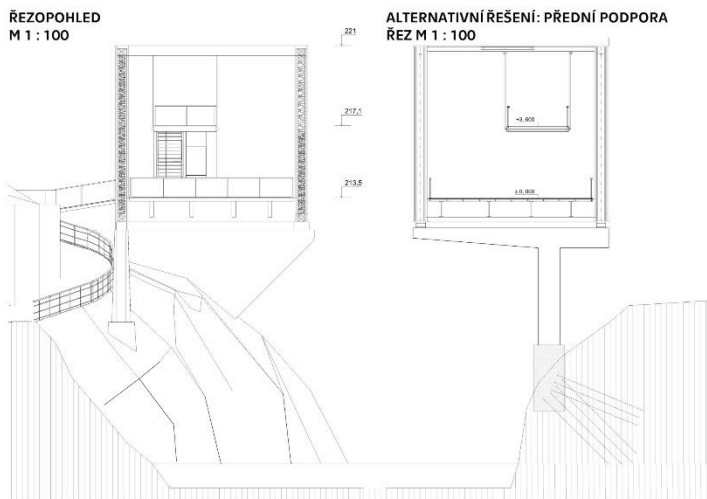 ŘEZOPOHLED
M 1 : 100
ALTERNATIVNÍ ŘEŠENÍ: PŘEDNÍ PODPORA
ŘEZ M 1 : 100
221
217,1
213,5
+3,600
±0,000